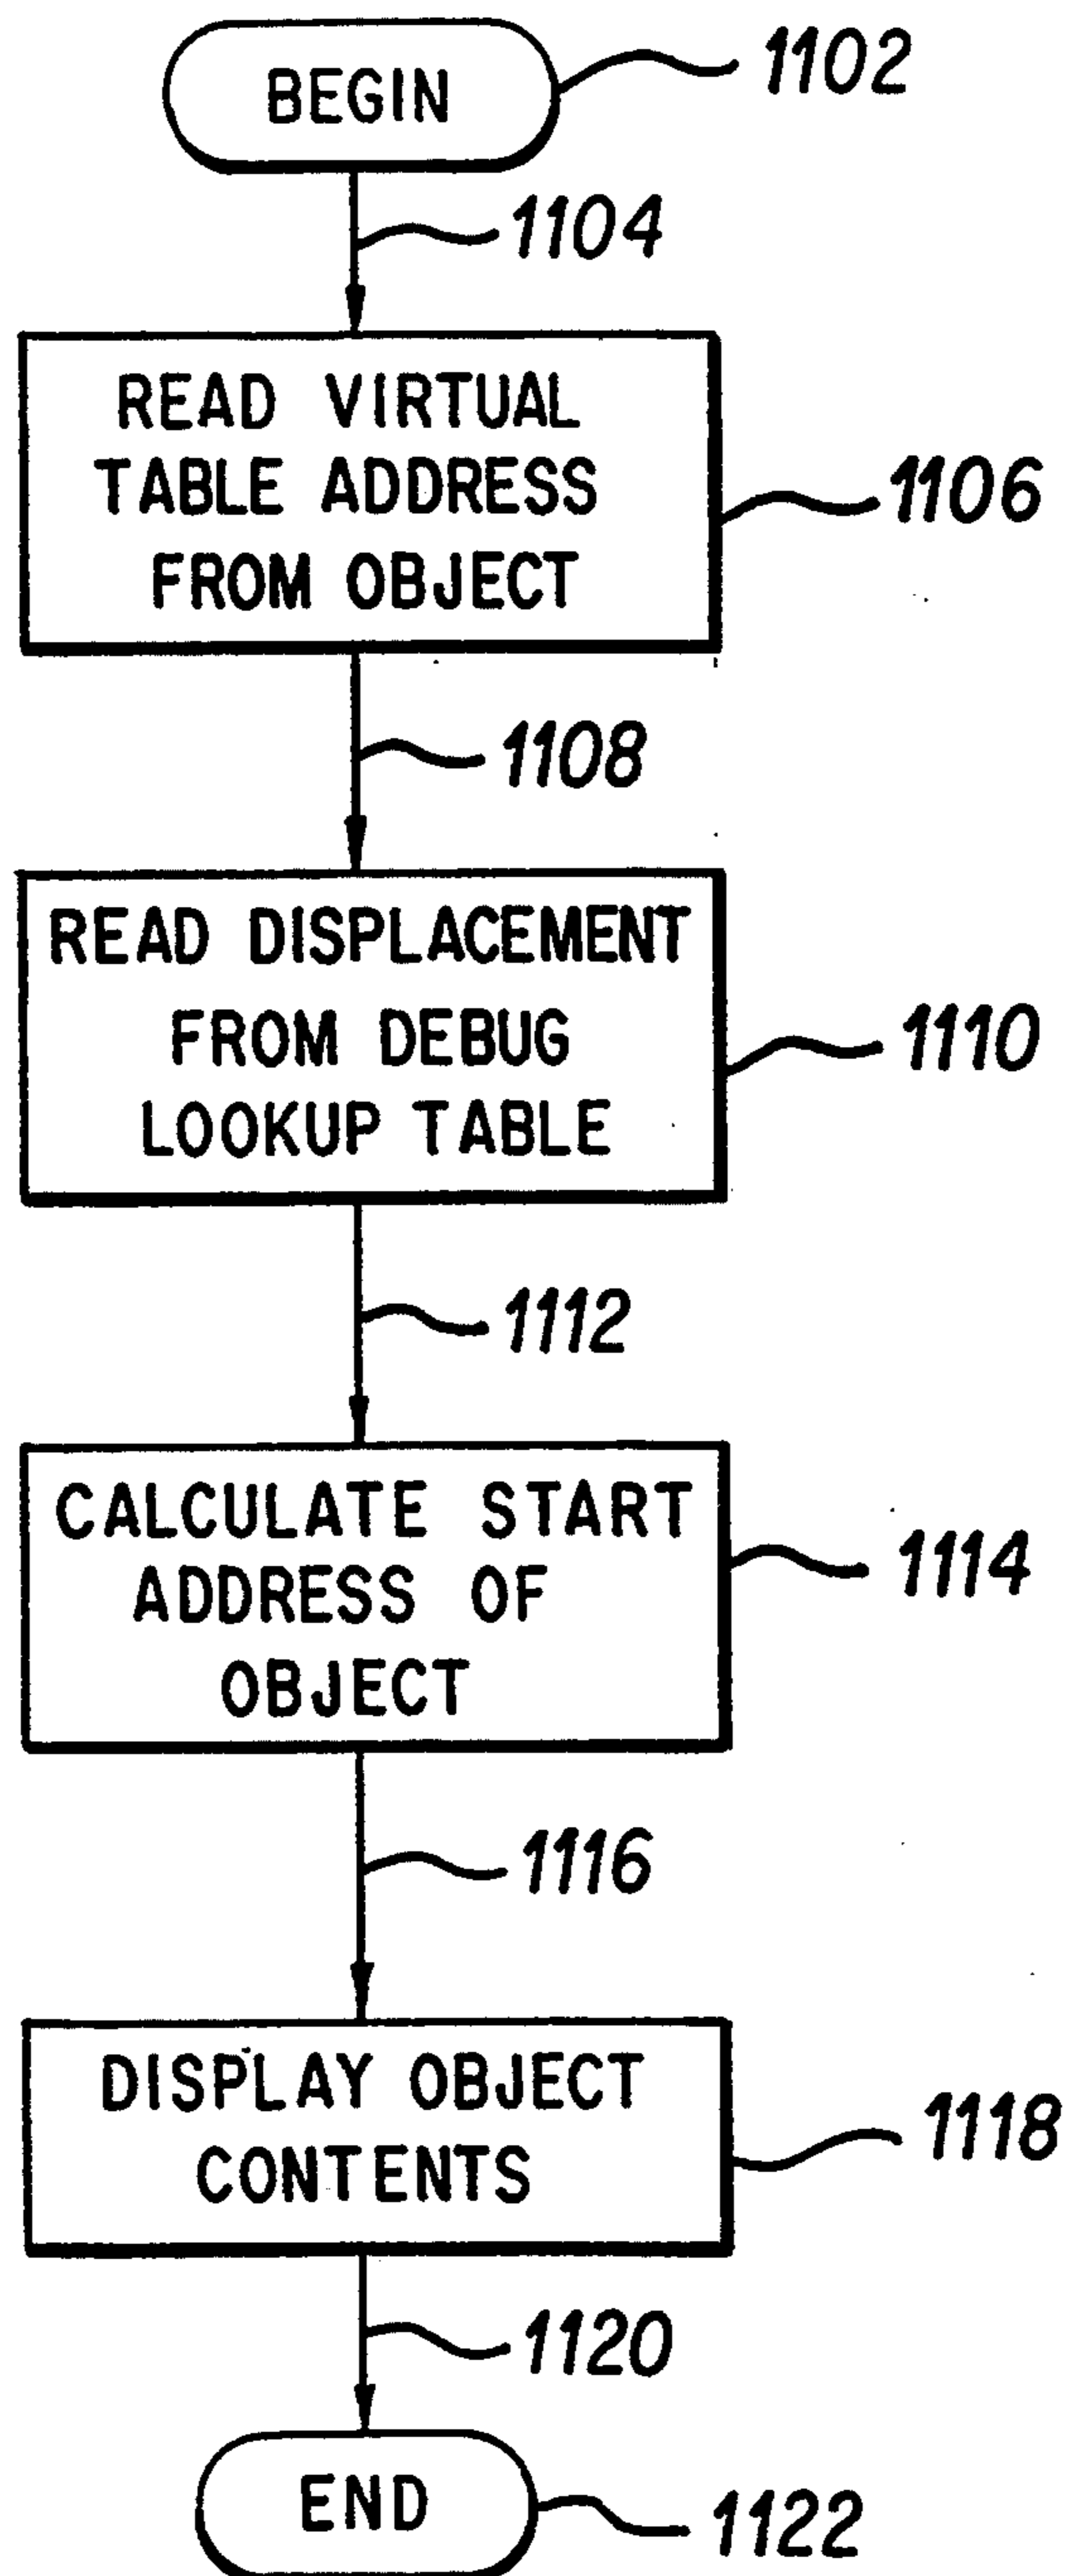 BEGIN
1102
1104
READ VIRTUAL
TABLE ADDRESS
FROM OBJECT
1106
1108
READ DISPLACEMENT
FROM DEBUG
LOOKUP TABLE
1110
1112
CALCULATE START
ADDRESS OF
OBJECT
1114
1116
DISPLAY OBJECT
CONTENTS
1118
1120
END
1122